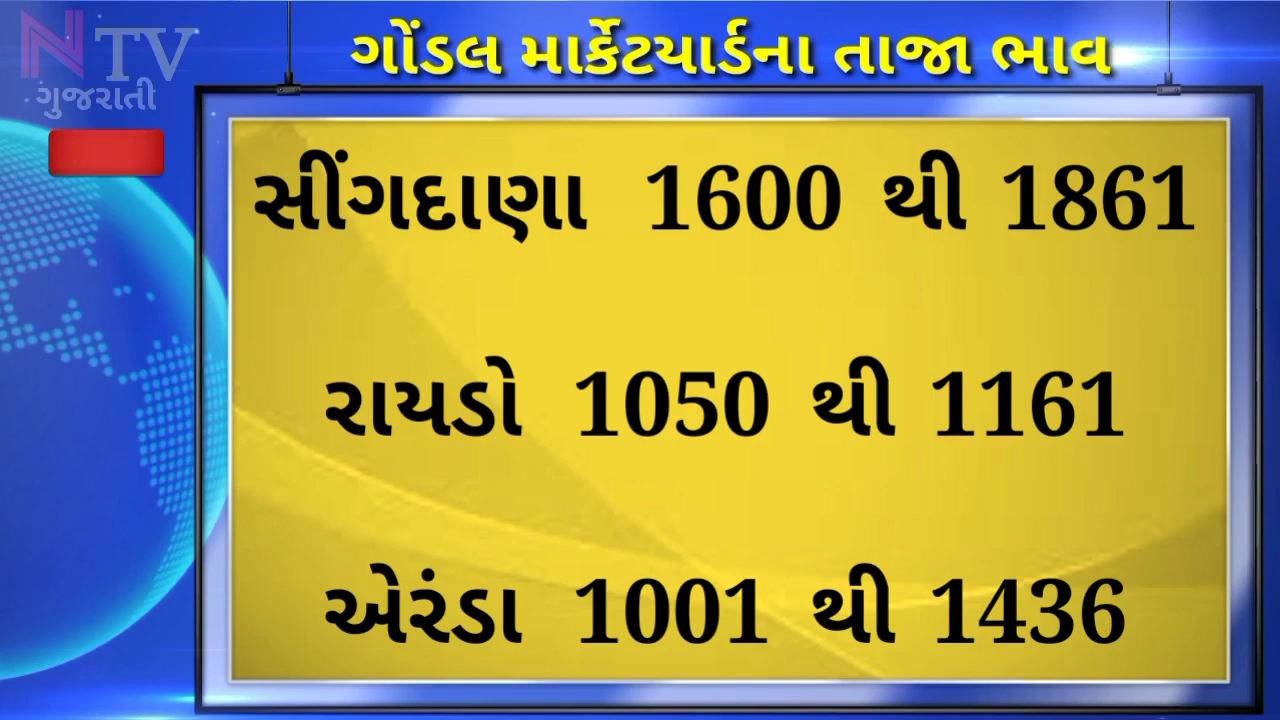 NTV
ગુજરાતી
ગોંડલ માર્કેટયાર્ડના તાજા ભાવ
સીંગદાણા 1600 થી 1861
રાયડો 1050 થી 1161
એરંડા 1001 થી 1436